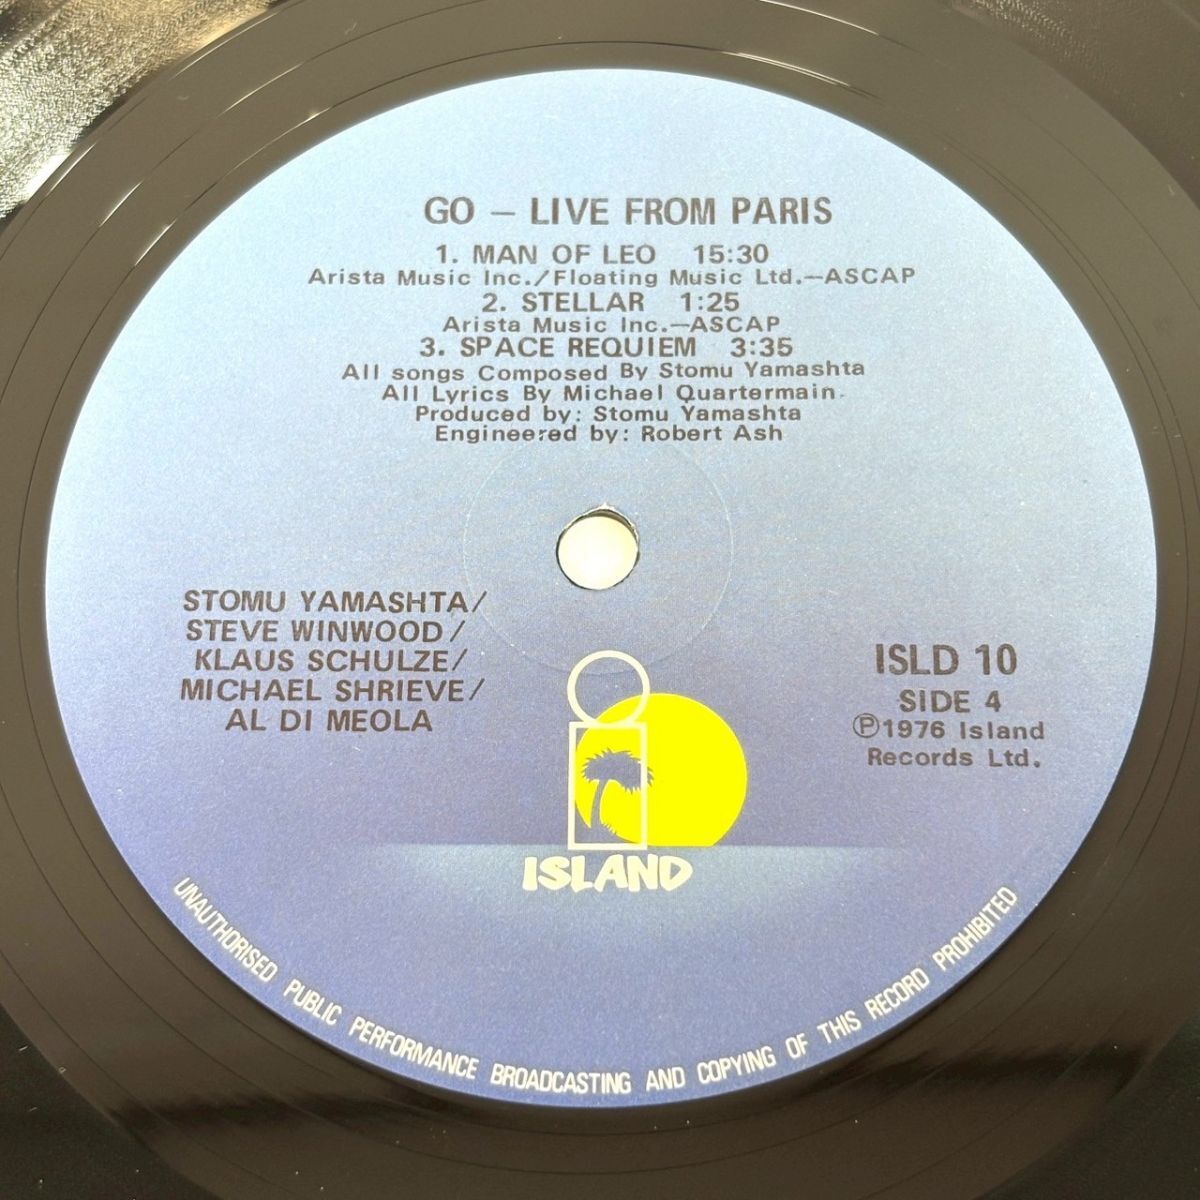 GO – LIVE FROM PARIS
1. MAN OF LEO 15:30
Arista Music Inc./Floating Music Ltd.—ASCAP
2. STELLAR 1:25
Arista Music Inc.—ASCAP
3. SPACE REQUIEM 3:35
All songs Composed By Stomu Yamashta
All Lyrics By Michael Quartermain.
Produced by: Stomu Yamashta
Engineered by: Robert Ash
STOMU YAMASHTA/
STEVE WINWOOD/
KLAUS SCHULZE/
MICHAEL SHRIEVE/
AL DI MEOLA
ISLD 10
SIDE 4
℗1976 Island
Records Ltd.
ISLAND
UNAUTHORISED PUBLIC PERFORMANCE BROADCASTING AND COPYING OF THIS RECORD PROHIBITED